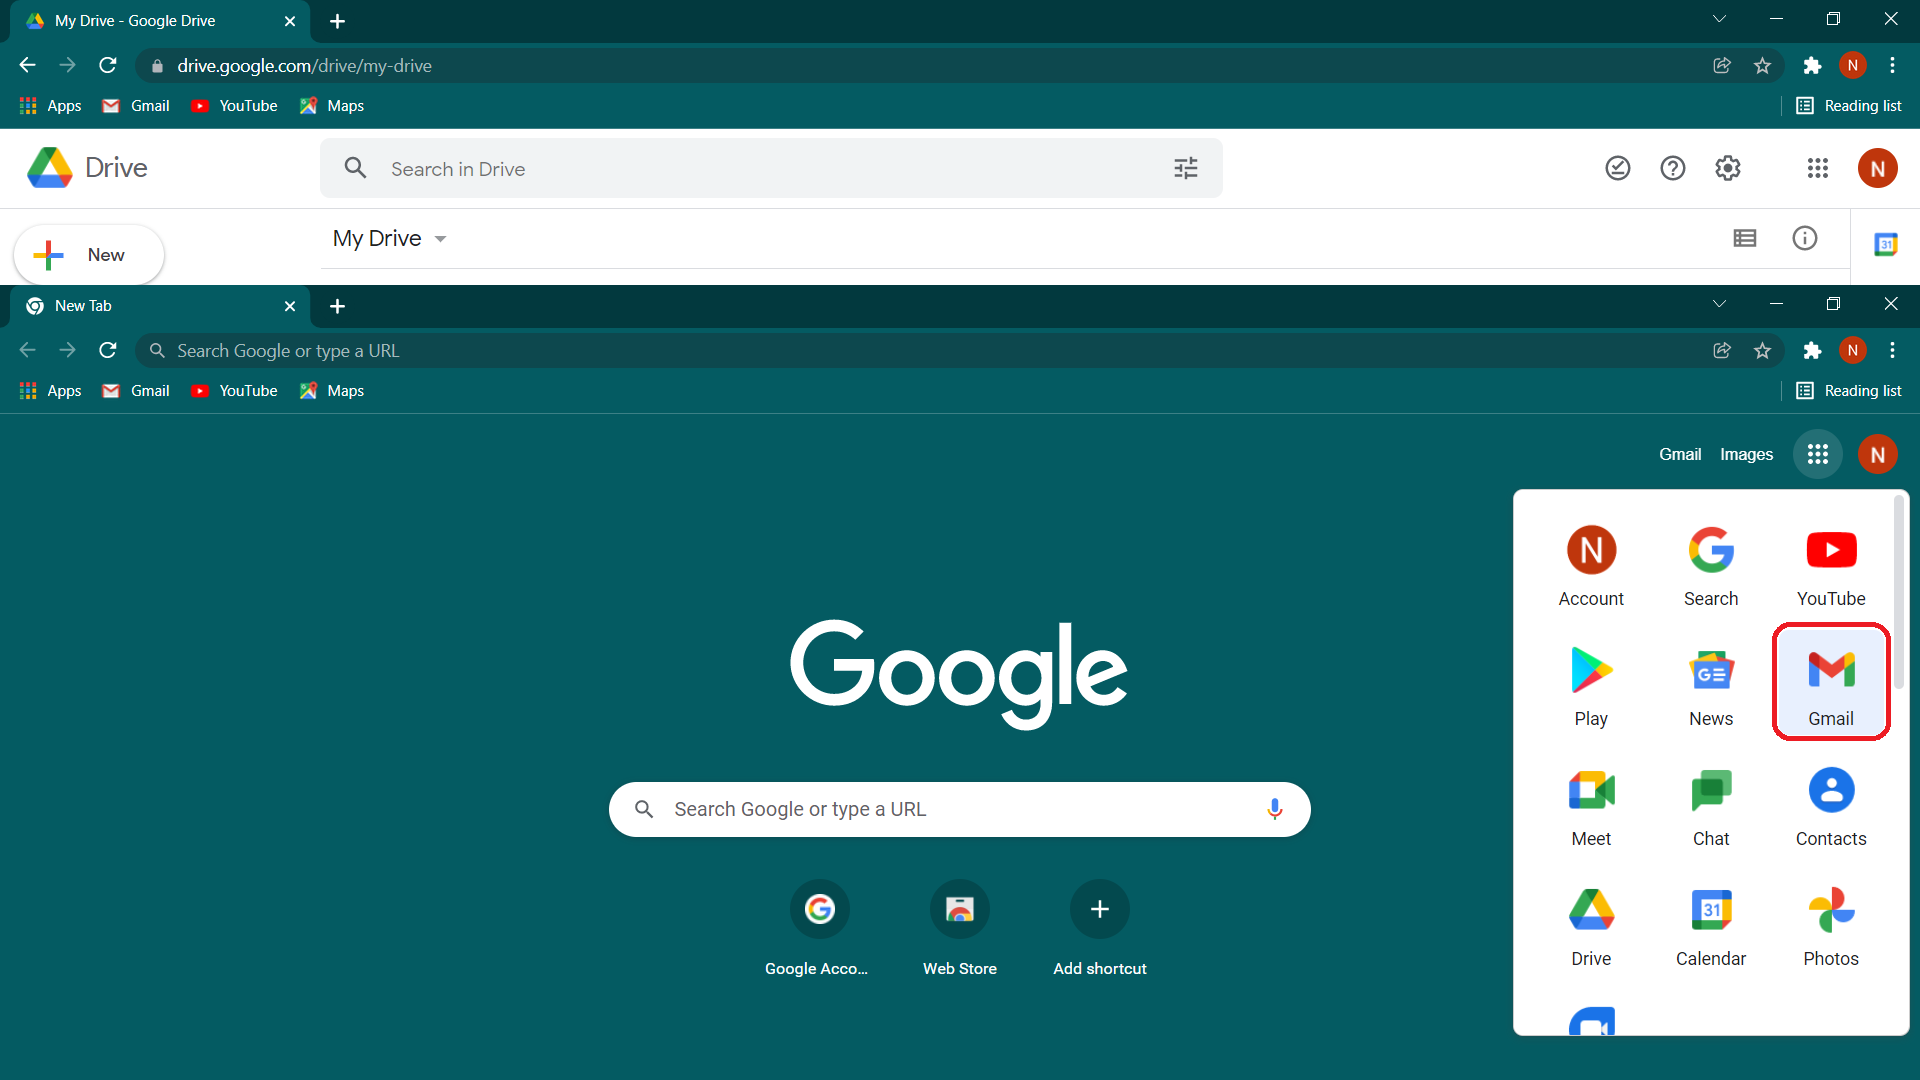 My Drive - Google Drive
drive.google.com/drive/my-drive
N
Apps Gmail YouTube Maps Reading list
Drive Search in Drive N
New My Drive 31
New Tab
Search Google or type a URL N
Apps Gmail YouTube Maps Reading list
Gmail Images N
N
Account Search YouTube
GE
Play News Gmail
Google
Search Google or type a URL
Meet Chat Contacts
31
Drive Calendar Photos
Google Acco... Web Store Add shortcut